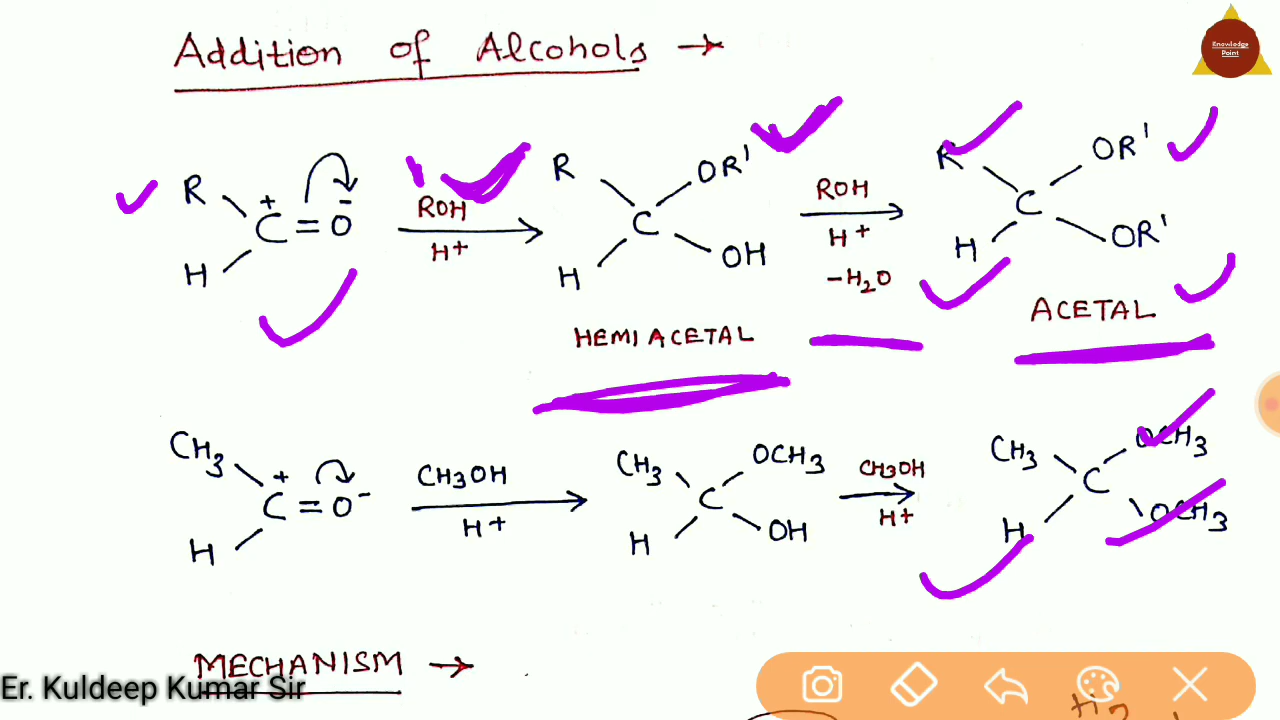 Addition of Alcohols →
Knowledge
Point
R + - ROH R OR' ROH R OR'
C = O H+ C H+ C
H H OH -H2O H OR'
HEMI ACETAL ACETAL
CH3 + CH3OH CH3 OCH3 CH3OH CH3 OCH3
C = O- H+ C H+ C
H H OH H OCH3
MECHANISM →
Er. Kuldeep Kumar Sir